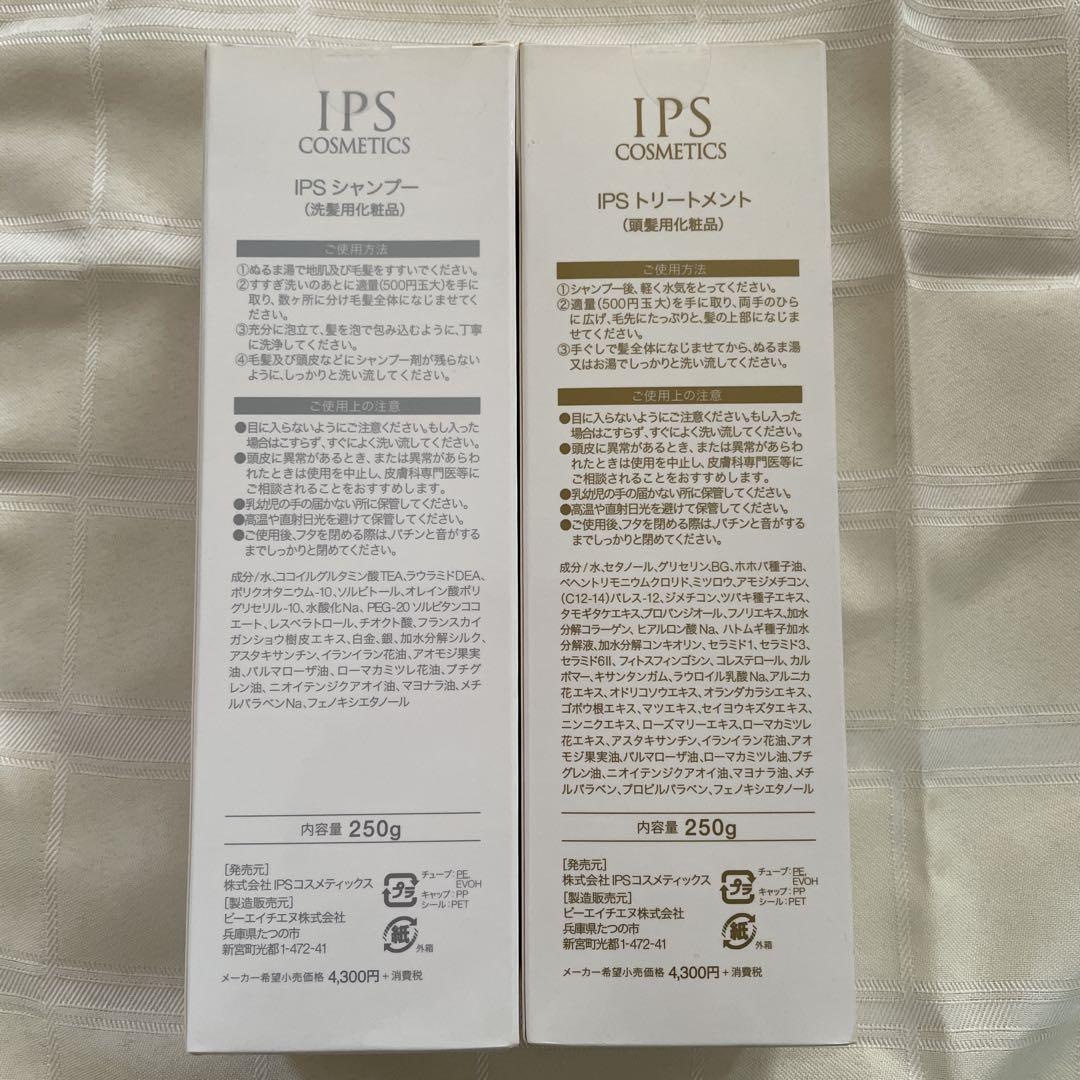 IPS
COSMETICS
IPS シャンプー
（洗髪用化粧品）
ご使用方法
①ぬるま湯で地肌及び毛髪をすすいでください。
②すすぎ洗いのあとに適量（500円玉大）を手に
取り、数ヶ所に分け毛髪全体になじませてく
ださい。
③充分に泡立て、髪を泡で包み込むように、丁寧
に洗浄してください。
④毛髪及び頭皮などにシャンプー剤が残らない
ように、しっかりと洗い流してください。
ご使用上の注意
●目に入らないようにご注意ください。もし入った
場合はこすらず、すぐによく洗い流してください。
●頭皮に異常があるとき、または異常があらわ
れたときは使用を中止し、皮膚科専門医等に
ご相談されることをおすすめします。
●乳幼児の手の届かない所に保管してください。
●高温や直射日光を避けて保管してください。
●ご使用後、フタを閉める際は、パチンと音がする
までしっかりと閉めてください。
成分/水、ココイルグルタミン酸TEA、ラウラミドDEA、
ポリクオタニウム-10、ソルビトール、オレイン酸ポリ
グリセリル-10、水酸化Na、PEG-20 ソルビタンココ
エート、レスベラトロール、チオクト酸、フランスカイ
ガンショウ樹皮エキス、白金、銀、加水分解シルク、
アスタキサンチン、イランイラン花油、アオモジ果実
油、パルマローザ油、ローマカミツレ花油、プチグ
レン油、ニオイテンジクアオイ油、マヨナラ油、メチ
ルパラベンNa、フェノキシエタノール
内容量 250g
［発売元］
株式会社 IPSコスメティックス
［製造販売元］
ピーエイチエヌ株式会社
兵庫県たつの市
新宮町光都1-472-41
プラ
チューブ：PE,
EVOH
キャップ：PP
シール：PET
紙
外箱
メーカー希望小売価格 4,300円＋消費税
IPS
COSMETICS
IPS トリートメント
（頭髪用化粧品）
ご使用方法
①シャンプー後、軽く水気をとってください。
②適量（500円玉大）を手に取り、両手のひら
に広げ、毛先にたっぷりと、髪の上部になじま
せてください。
③手ぐしで髪全体になじませてから、ぬるま湯
又はお湯でしっかりと洗い流してください。
ご使用上の注意
●目に入らないようにご注意ください。もし入った
場合はこすらず、すぐによく洗い流してください。
●頭皮に異常があるとき、または異常があらわ
れたときは使用を中止し、皮膚科専門医等に
ご相談されることをおすすめします。
●乳幼児の手の届かない所に保管してください。
●高温や直射日光を避けて保管してください。
●ご使用後、フタを閉める際は、パチンと音がする
までしっかりと閉めてください。
成分/水、セタノール、グリセリン、BG、ホホバ種子油、
ベヘントリモニウムクロリド、ミツロウ、アモジメチコン、
(C12-14)パレス-12、ジメチコン、ツバキ種子エキス、
タモギタケエキス、プロパンジオール、フノリエキス、加水
分解コラーゲン、ヒアルロン酸Na、ハトムギ種子加水
分解液、加水分解コンキオリン、セラミド1、セラミド3、
セラミド6Ⅱ、フィトスフィンゴシン、コレステロール、カル
ボマー、キサンタンガム、ラウロイル乳酸Na、アルニカ
花エキス、オドリコソウエキス、オランダカラシエキス、
ゴボウ根エキス、マツエキス、セイヨウキズタエキス、
ニンニクエキス、ローズマリーエキス、ローマカミツレ
花エキス、アスタキサンチン、イランイラン花油、アオ
モジ果実油、パルマローザ油、ローマカミツレ油、プチ
グレン油、ニオイテンジクアオイ油、マヨナラ油、メチ
ルパラベン、プロピルパラベン、フェノキシエタノール
内容量 250g
［発売元］
株式会社 IPSコスメティックス
［製造販売元］
ピーエイチエヌ株式会社
兵庫県たつの市
新宮町光都1-472-41
プラ
チューブ：PE,
EVOH
キャップ：PP
シール：PET
紙
外箱
メーカー希望小売価格 4,300円＋消費税